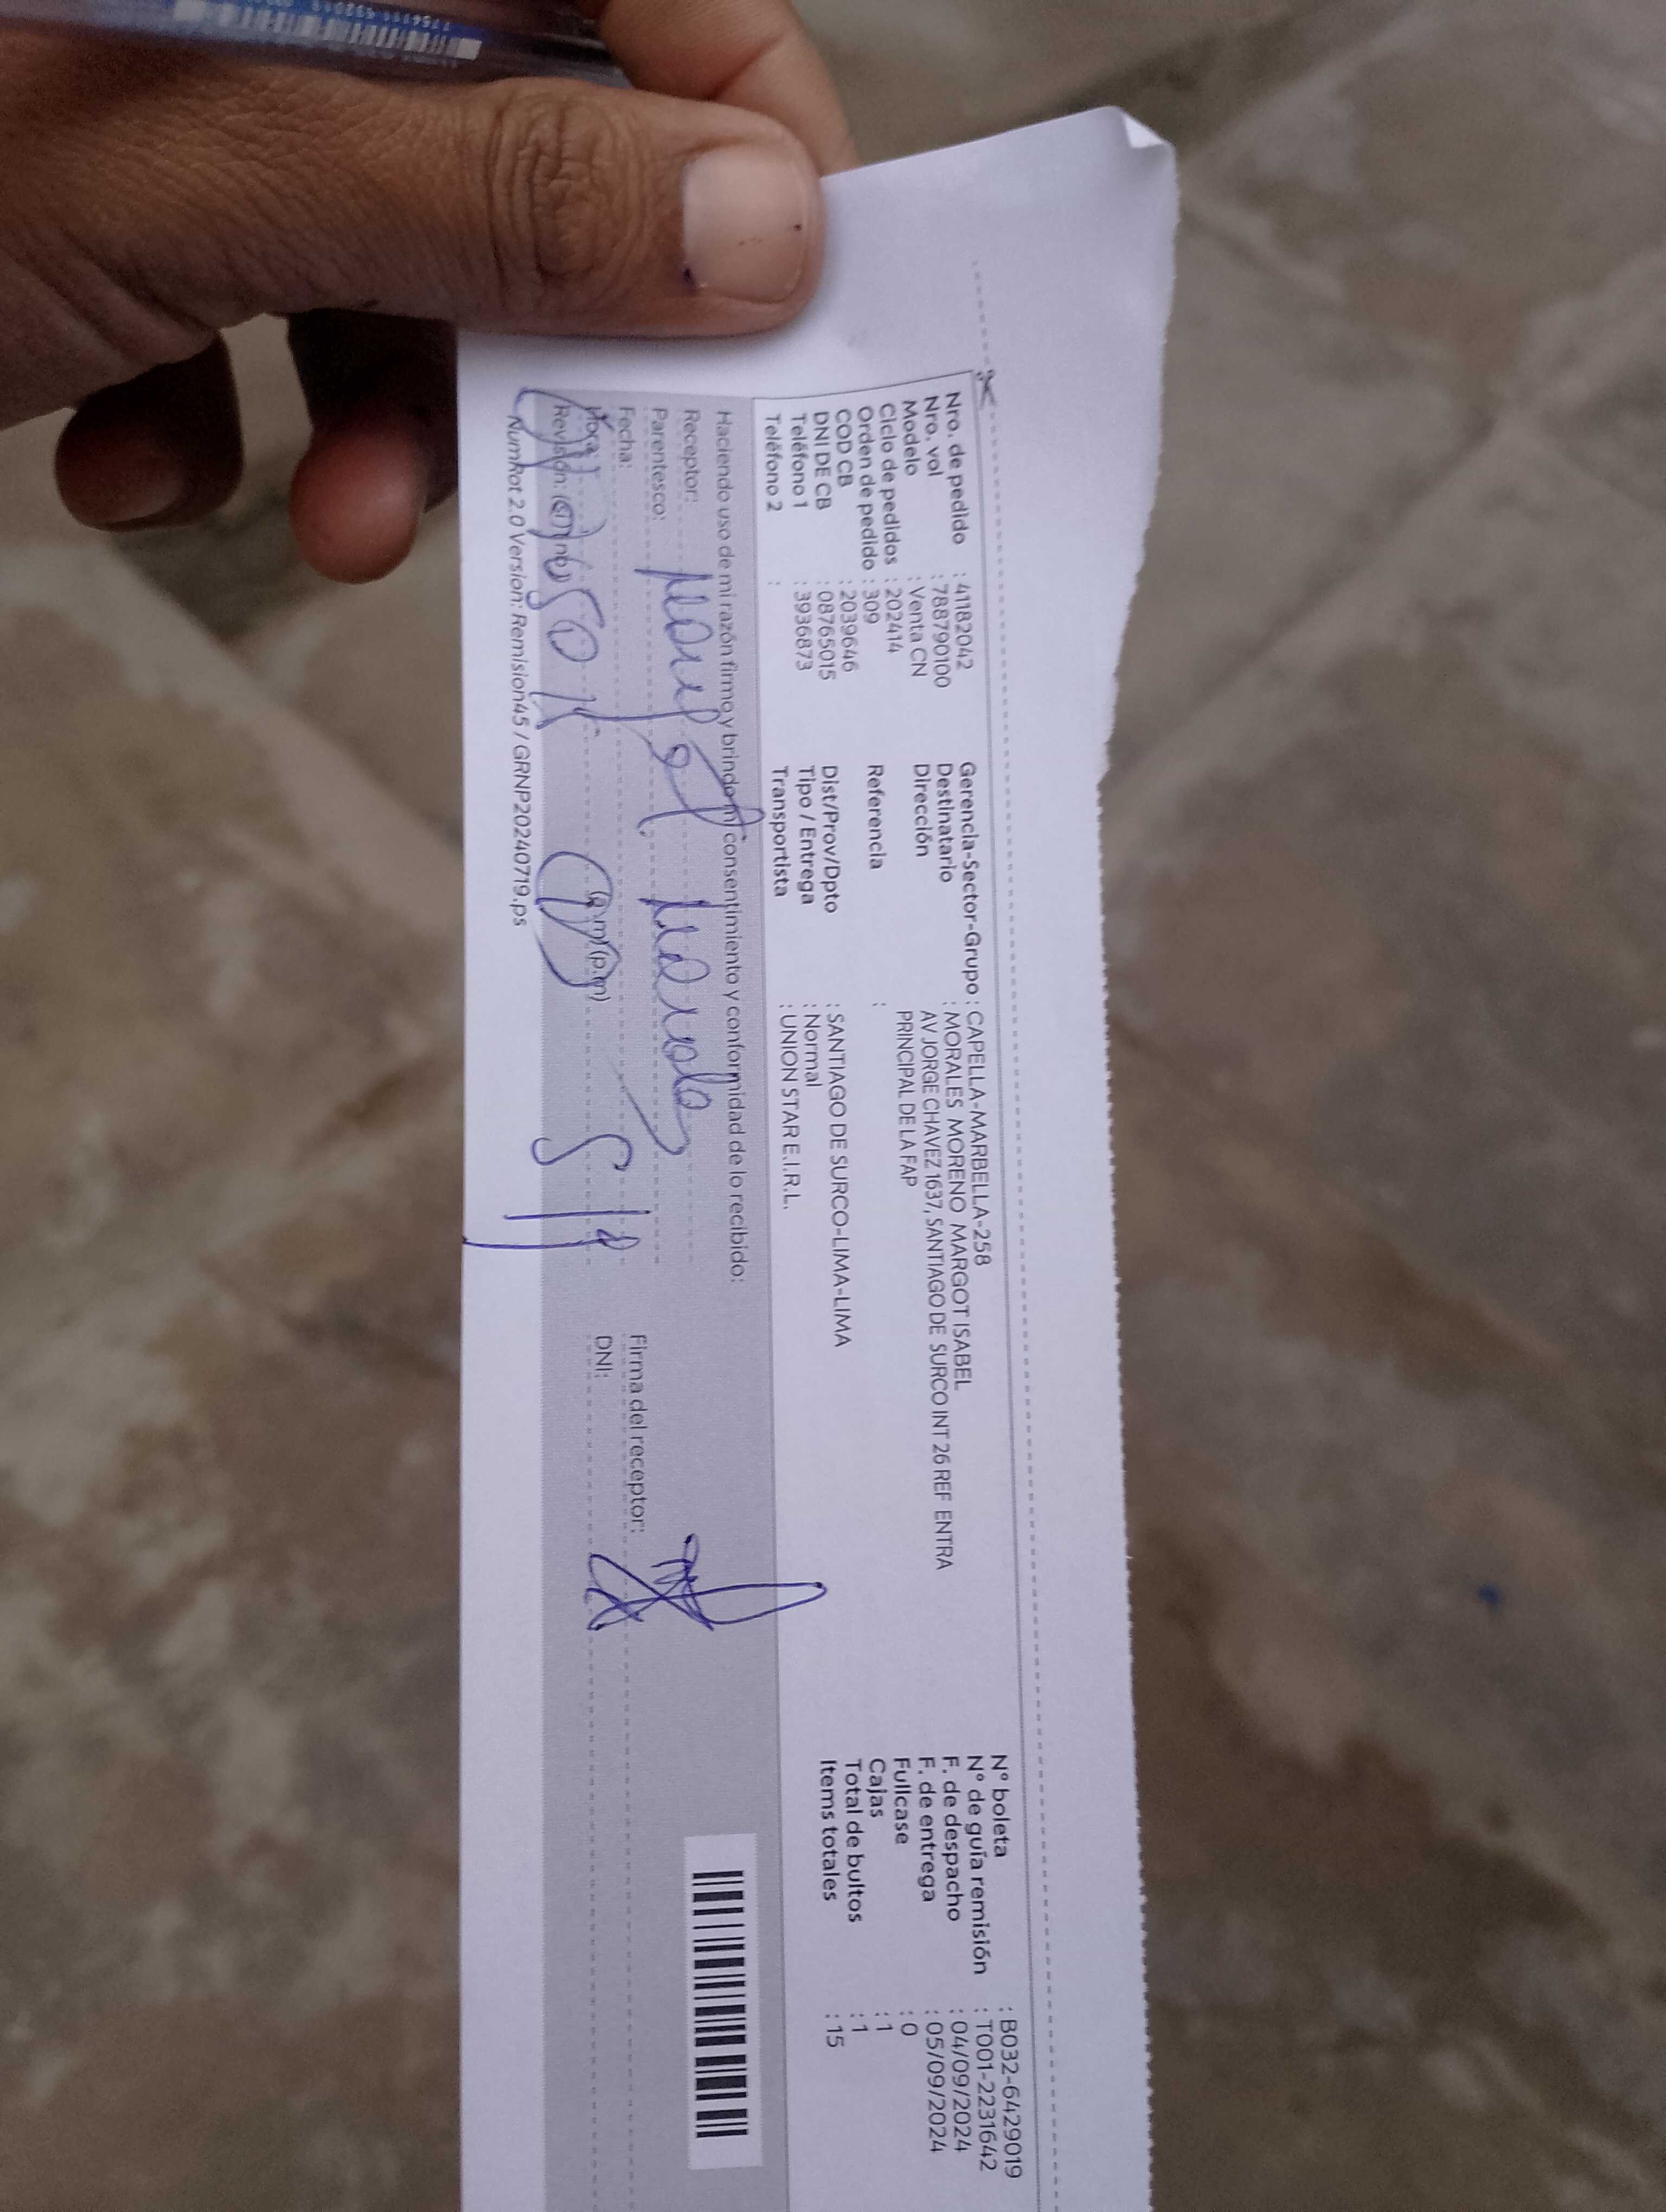 Nro. de pedido : 41182042
Nro. vol : 788790100
Modelo : Venta CN
Ciclo de pedidos : 202414
Orden de pedido : 309
COD CB : 2039646
DNI DE CB : 08765015
Teléfono 1 : 3936873
Teléfono 2 :
Gerencia-Sector-Grupo : CAPELLA-MARBELLA-258
Destinatario : MORALES MORENO MARGOT ISABEL
Dirección : AV JORGE CHAVEZ 1637, SANTIAGO DE SURCO INT 26 REF ENTRA
PRINCIPAL DE LA FAP
Referencia :
Dist/Prov/Dpto : SANTIAGO DE SURCO-LIMA-LIMA
Tipo / Entrega : Normal
Transportista : UNION STAR E.I.R.L.
N° boleta : B032-6429019
N° de guía remisión : T001-2231642
F. de despacho : 04/09/2024
F. de entrega : 05/09/2024
Fullcase : 0
Cajas : 1
Total de bultos : 1
Items totales : 15
Haciendo uso de mi razón firmo y brindo mi consentimiento y conformidad de lo recibido:
Receptor:
Parentesco:
Fecha:
Hora: (a.m) (p.m)
Revisión: (si) (no)
Firma del receptor:
DNI:
NumRot 2.0 Version: Remision45 / GRNP20240719.ps